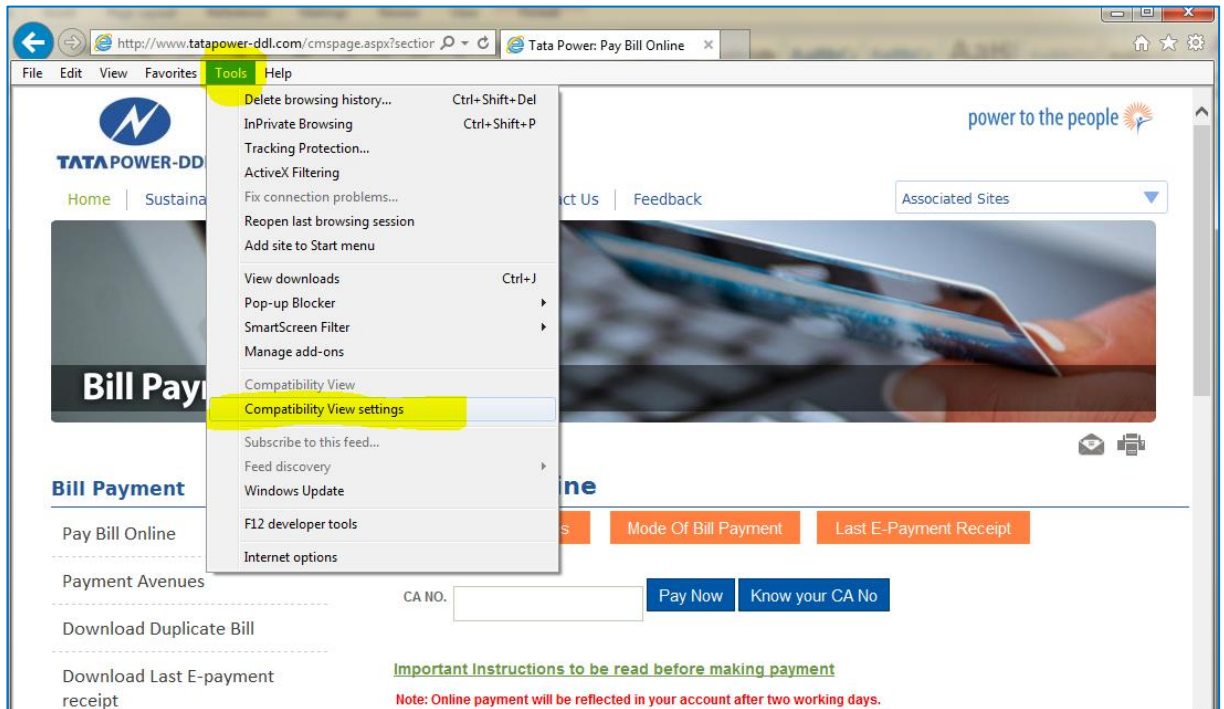 http://www.tatapower-ddl.com/cmspage.aspx?section
Tata Power: Pay Bill Online
File Edit View Favorites Tools Help
Delete browsing history... Ctrl+Shift+Del
InPrivate Browsing Ctrl+Shift+P
Tracking Protection...
ActiveX Filtering
Fix connection problems...
Reopen last browsing session
Add site to Start menu
View downloads Ctrl+J
Pop-up Blocker
SmartScreen Filter
Manage add-ons
Compatibility View
Compatibility View settings
Subscribe to this feed...
Feed discovery
Windows Update
F12 developer tools
Internet options
TATA POWER-DD
power to the people
Home Sustaina ct Us Feedback
Associated Sites
Bill Pay
Bill Payment
ine
Pay Bill Online
Payment Avenues
Download Duplicate Bill
Download Last E-payment
receipt
s Mode Of Bill Payment Last E-Payment Receipt
CA NO. Pay Now Know your CA No
Important Instructions to be read before making payment
Note: Online payment will be reflected in your account after two working days.